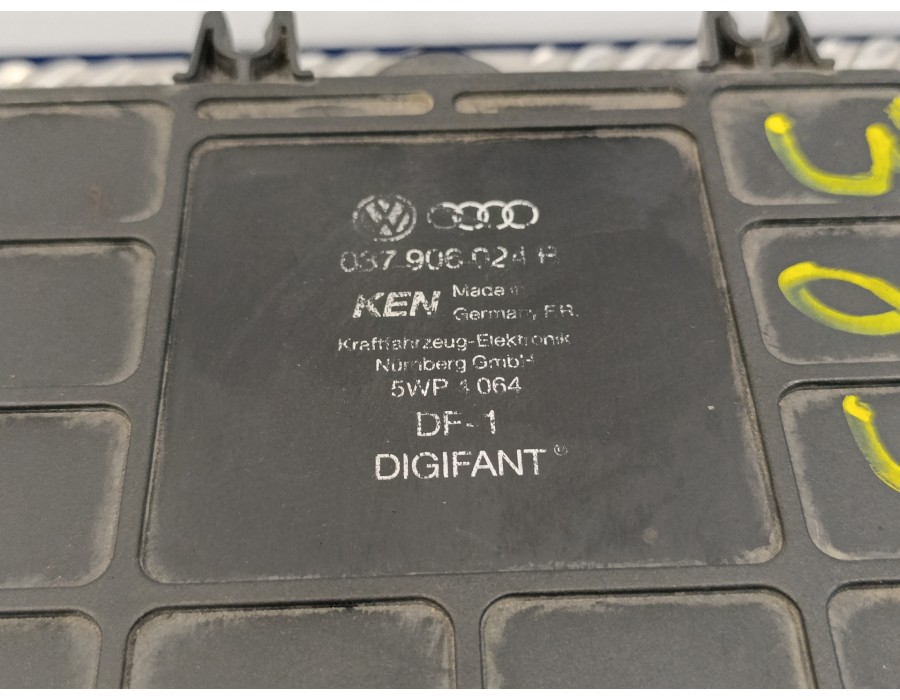 037 906 024
KEN Made in
Germany, F.R.
Kraftfahrzeug-Elektronik
Nürnberg GmbH
5WP 4 064
DF-1
DIGIFANT®